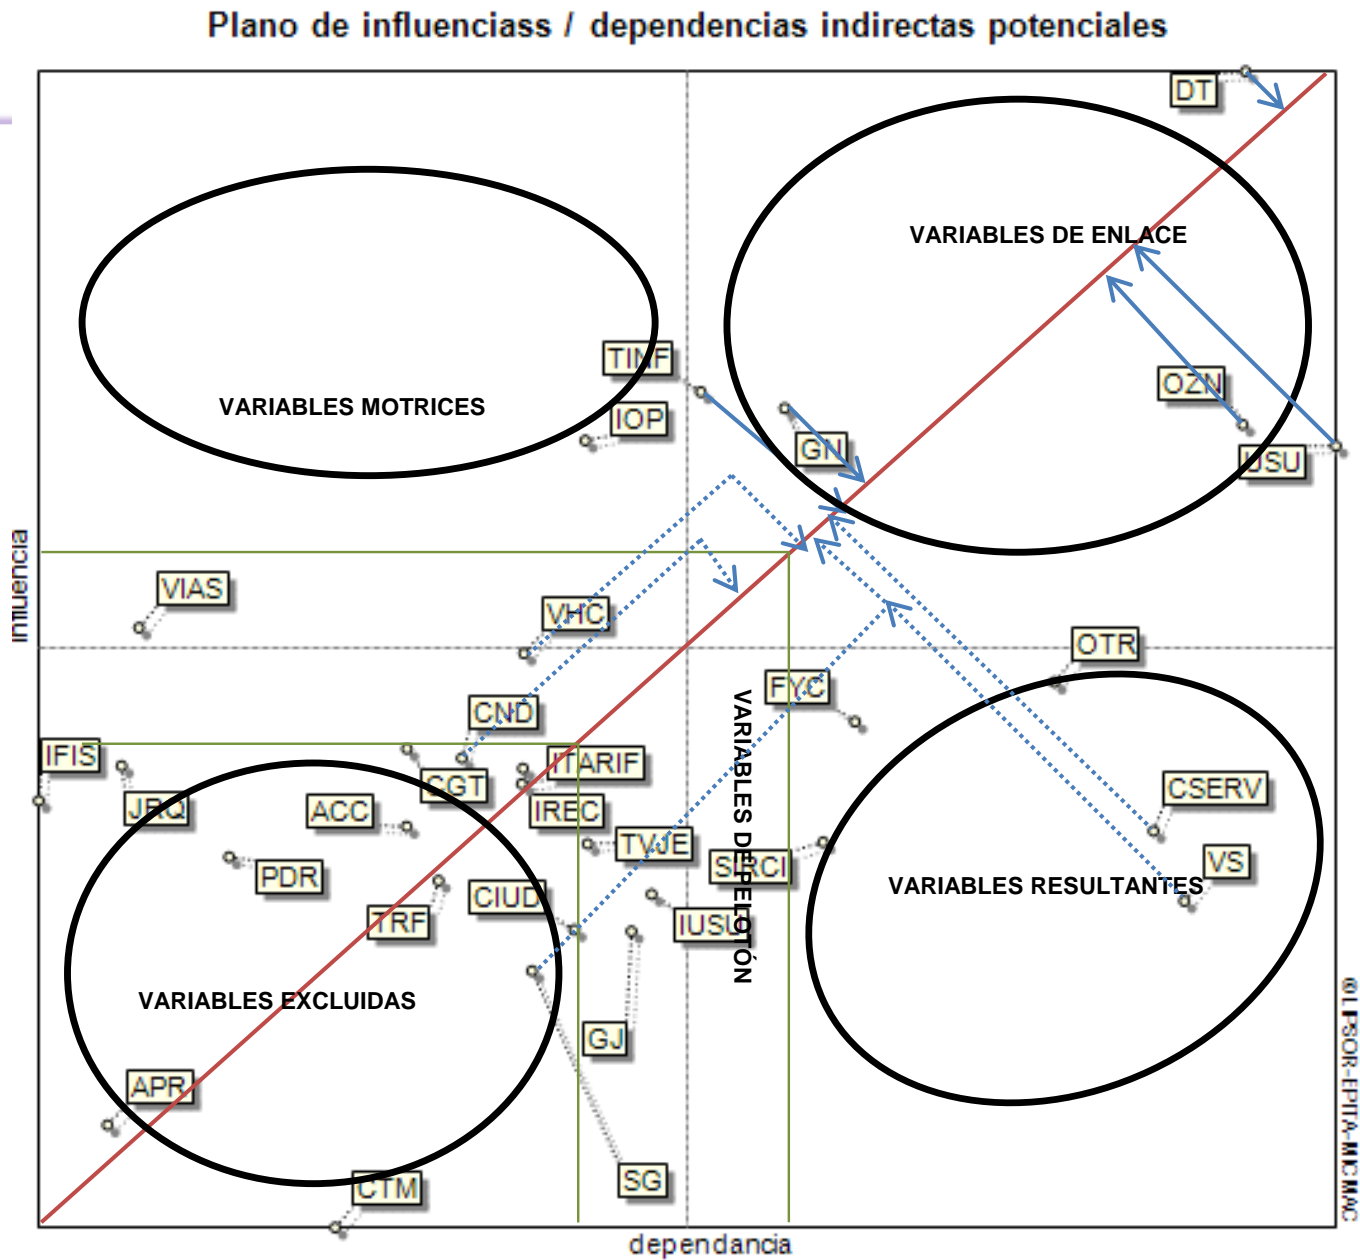 Plano de influenciass / dependencias indirectas potenciales
DT
VARIABLES DE ENLACE
TINF
OZN
VARIABLES MOTRICES
IOP
GN
USU
influencia
VIAS
VHC
OTR
FYC
CND
VARIABLES DE PELOTÓN
IFIS
ITARIF
CGT
CSERV
JRQ
ACC
IREC
TVJE
SIRCI
VS
PDR
VARIABLES RESULTANTES
CIUD
TRF
IUSU
VARIABLES EXCLUIDAS
GJ
APR
SG
CTM
dependancia
@LIPSOR-EPITA-MICMAC